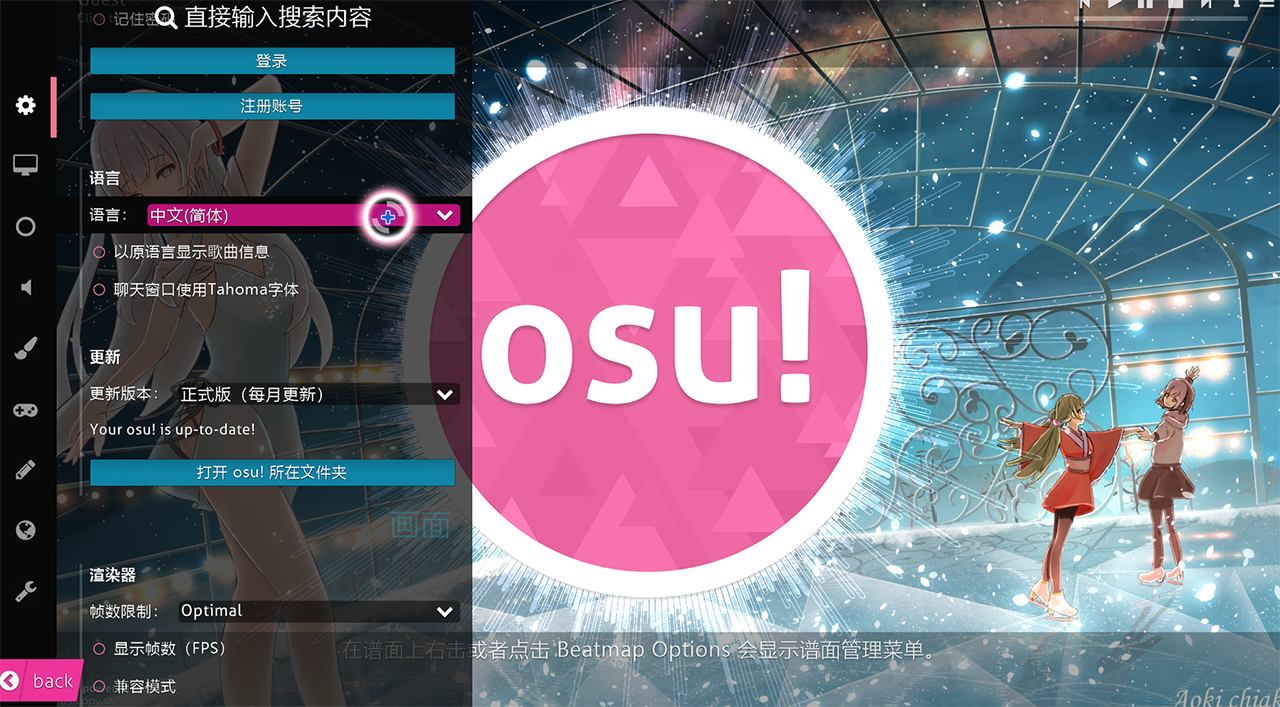 Guest
记住密码
直接输入搜索内容
登录
注册账号
语言
语言: 中文(简体)
以原语言显示歌曲信息
聊天窗口使用Tahoma字体
更新
更新版本: 正式版（每月更新）
Your osu! is up-to-date!
打开 osu! 所在文件夹
画面
渲染器
帧数限制: Optimal
显示帧数（FPS）
兼容模式
back
osu!
在谱面上右击或者点击 Beatmap Options 会显示谱面管理菜单。
Aoki chiak